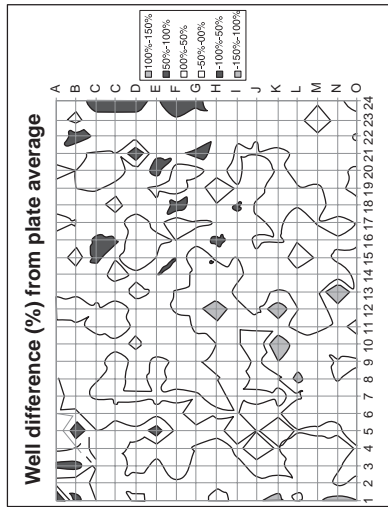 Well difference (%) from plate average
100%-150%
50%-100%
00%-50%
-50%-00%
-100%-50%
-150%-100%
A
B
C
C
D
E
F
G
H
I
J
K
L
M
N
O
1 2 3 4 5 6 7 8 9 10 11 12 13 14 15 16 17 18 19 20 21 22 23 24